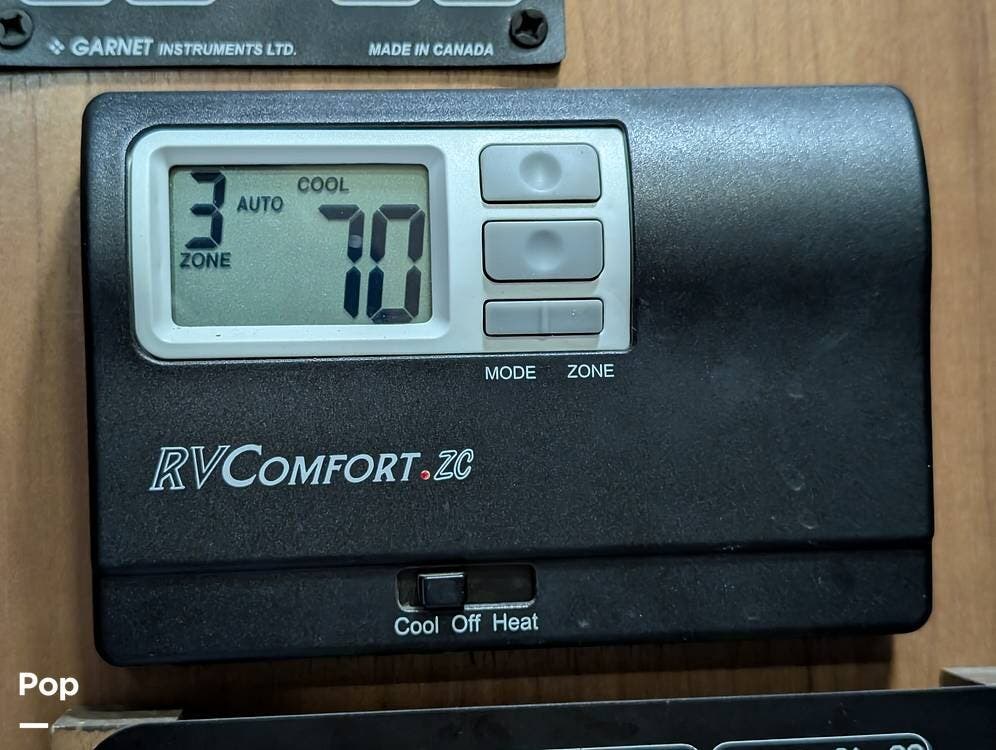 GARNET INSTRUMENTS LTD. MADE IN CANADA
3 AUTO COOL
70
ZONE
MODE ZONE
RVCOMFORT.ZC
Cool Off Heat
Pop